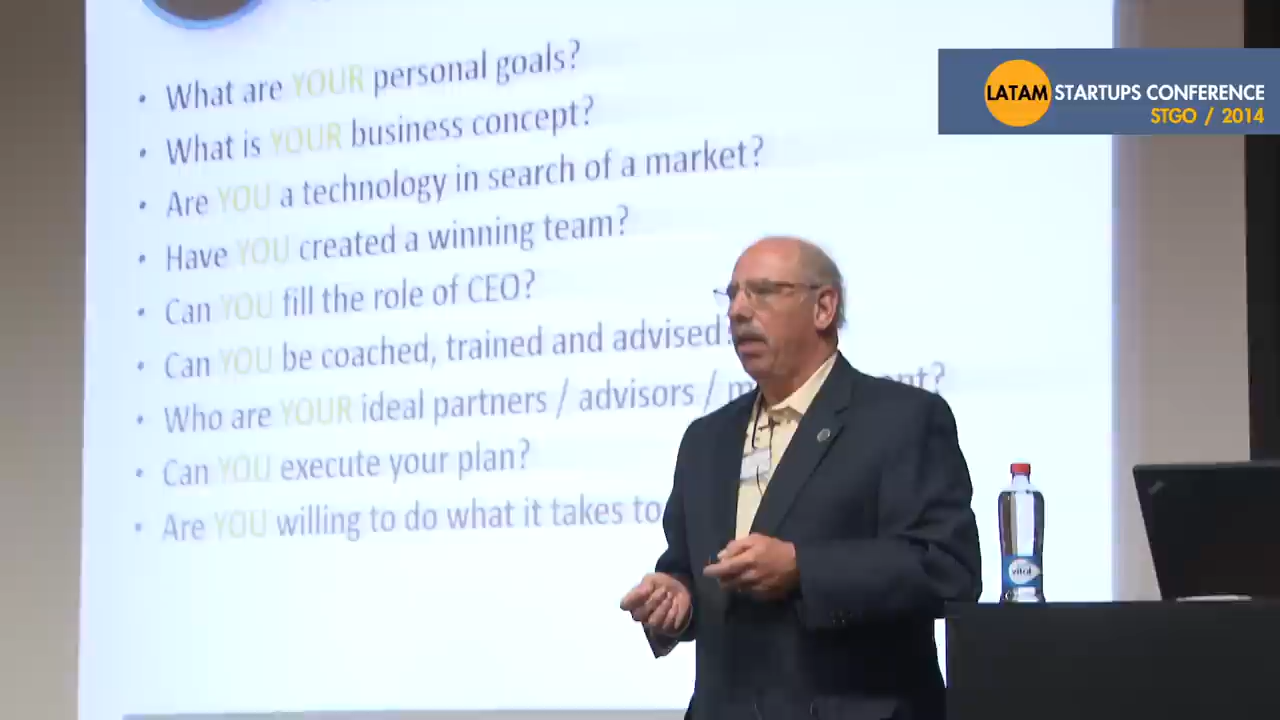 LATAM STARTUPS CONFERENCE
STGO / 2014
• What are YOUR personal goals?
• What is YOUR business concept?
• Are YOU a technology in search of a market?
• Have YOU created a winning team?
• Can YOU fill the role of CEO?
• Can YOU be coached, trained and advised?
• Who are YOUR ideal partners / advisors /
• Can YOU execute your plan?
• Are YOU willing to do what it takes to
vital